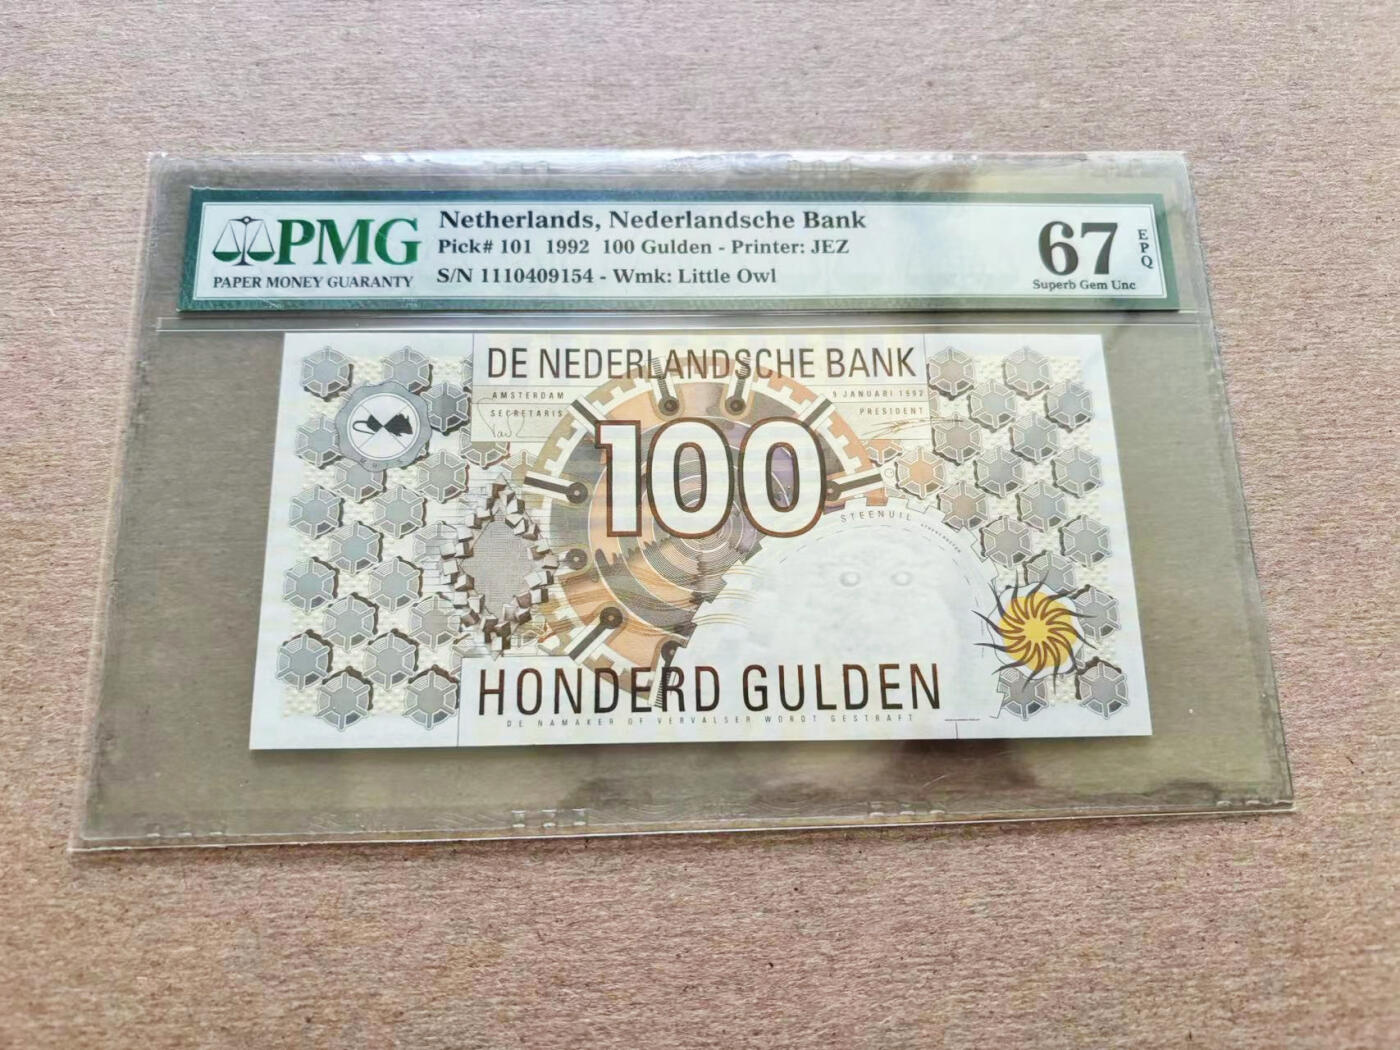 PMG
PAPER MONEY GUARANTY
Netherlands, Nederlandsche Bank
Pick# 101 1992 100 Gulden - Printer: JEZ
S/N 1110409154 - Wmk: Little Owl
67
EPQ
Superb Gem Unc
DE NEDERLANDSCHE BANK
AMSTERDAM
9 JANUARI 1992
SECRETARIS
PRESIDENT
100
STEENUIL
HONDERD GULDEN
DE NAMAKER OF VERVALSER WORDT GESTRAFT